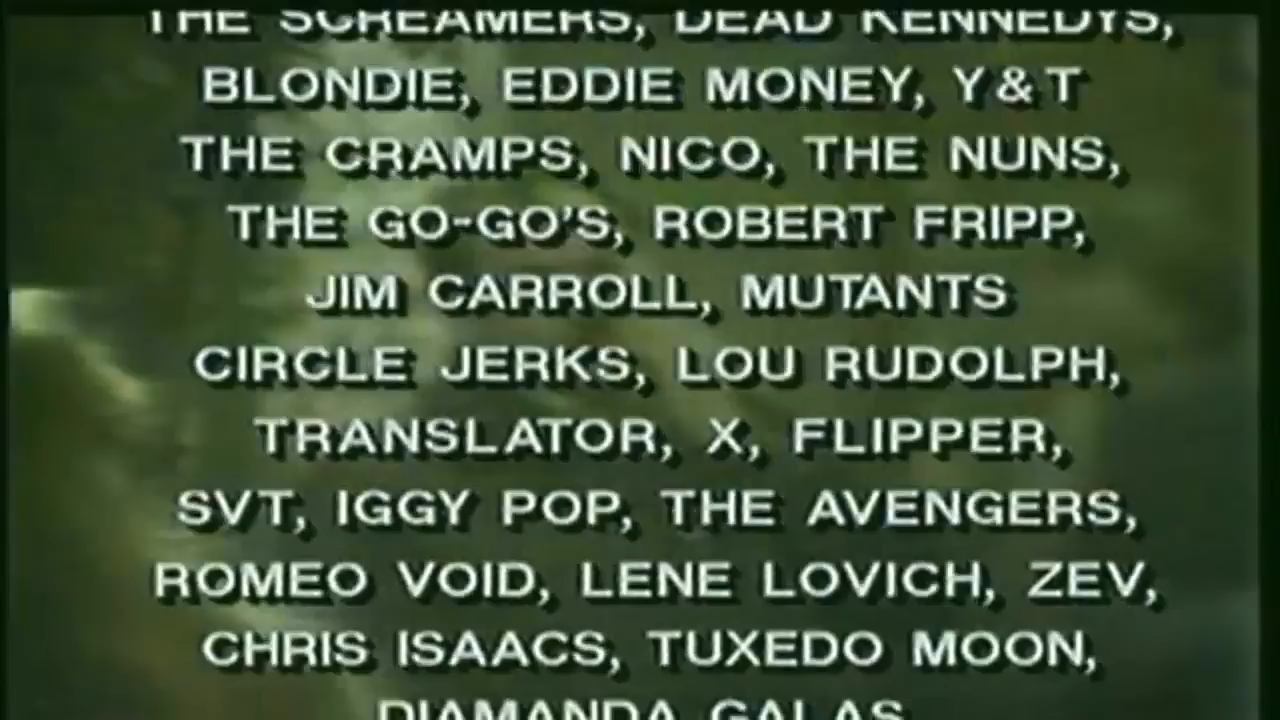 THE SCREAMERS, DEAD KENNEDYS,
BLONDIE, EDDIE MONEY, Y&T
THE CRAMPS, NICO, THE NUNS,
THE GO-GO'S, ROBERT FRIPP,
JIM CARROLL, MUTANTS
CIRCLE JERKS, LOU RUDOLPH,
TRANSLATOR, X, FLIPPER,
SVT, IGGY POP, THE AVENGERS,
ROMEO VOID, LENE LOVICH, ZEV,
CHRIS ISAACS, TUXEDO MOON,
DIAMANDA GALAS